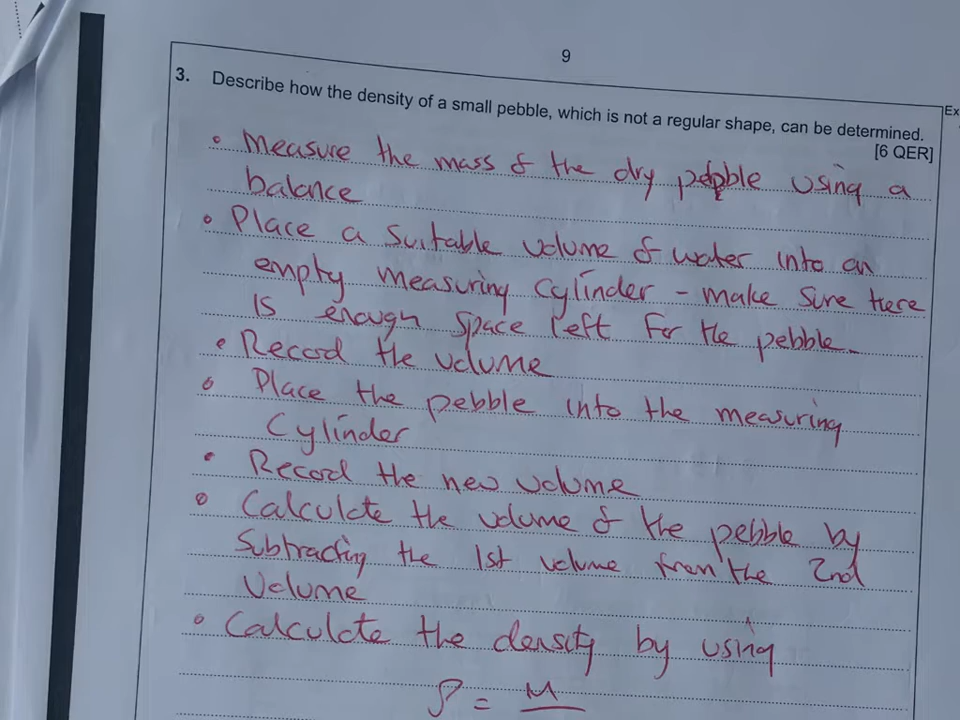 9
3. Describe how the density of a small pebble, which is not a regular shape, can be determined.
Ex
[6 QER]
• Measure the mass of the dry pebble using a
balance
• Place a suitable volume of water into an
empty measuring cylinder - make sure there
is enough space left for the pebble.
• Record the volume
• Place the pebble into the measuring
cylinder
• Record the new volume
• Calculate the volume of the pebble by
subtracting the 1st volume from the 2nd
volume
• Calculate the density by using
ρ = M